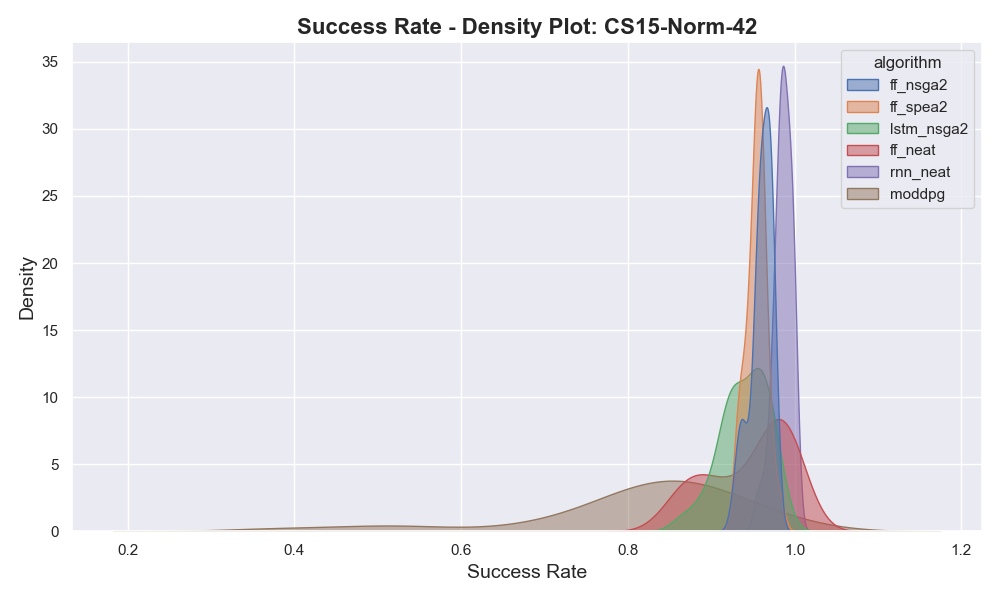 Success Rate - Density Plot: CS15-Norm-42
algorithm
ff_nsga2
ff_spea2
lstm_nsga2
ff_neat
rnn_neat
moddpg
Density
35
30
25
20
15
10
5
0
0.2
0.4
0.6
0.8
1.0
1.2
Success Rate